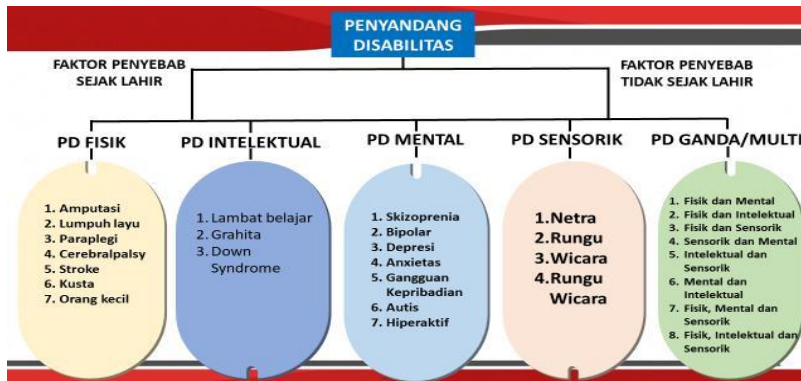 PENYANDANG
DISABILITAS
FAKTOR PENYEBAB
SEJAK LAHIR
FAKTOR PENYEBAB
TIDAK SEJAK LAHIR
PD FISIK
1. Amputasi
2. Lumpuh layu
3. Paraplegi
4. Cerebralpalsy
5. Stroke
6. Kusta
7. Orang kecil
PD INTELEKTUAL
1. Lambat belajar
2. Grahita
3. Down
Syndrome
PD MENTAL
1. Skizoprenia
2. Bipolar
3. Depresi
4. Anxietas
5. Gangguan
Kepribadian
6. Autis
7. Hiperaktif
PD SENSORIK
1. Netra
2. Rungu
3. Wicara
4. Rungu
Wicara
PD GANDA/MULTI
1. Fisik dan Mental
2. Fisik dan Intelektual
3. Fisik dan Sensorik
4. Sensorik dan Mental
5. Intelektual dan
Sensorik
6. Mental dan
Intelektual
7. Fisik, Mental dan
Sensorik
8. Fisik, Intelektual dan
Sensorik